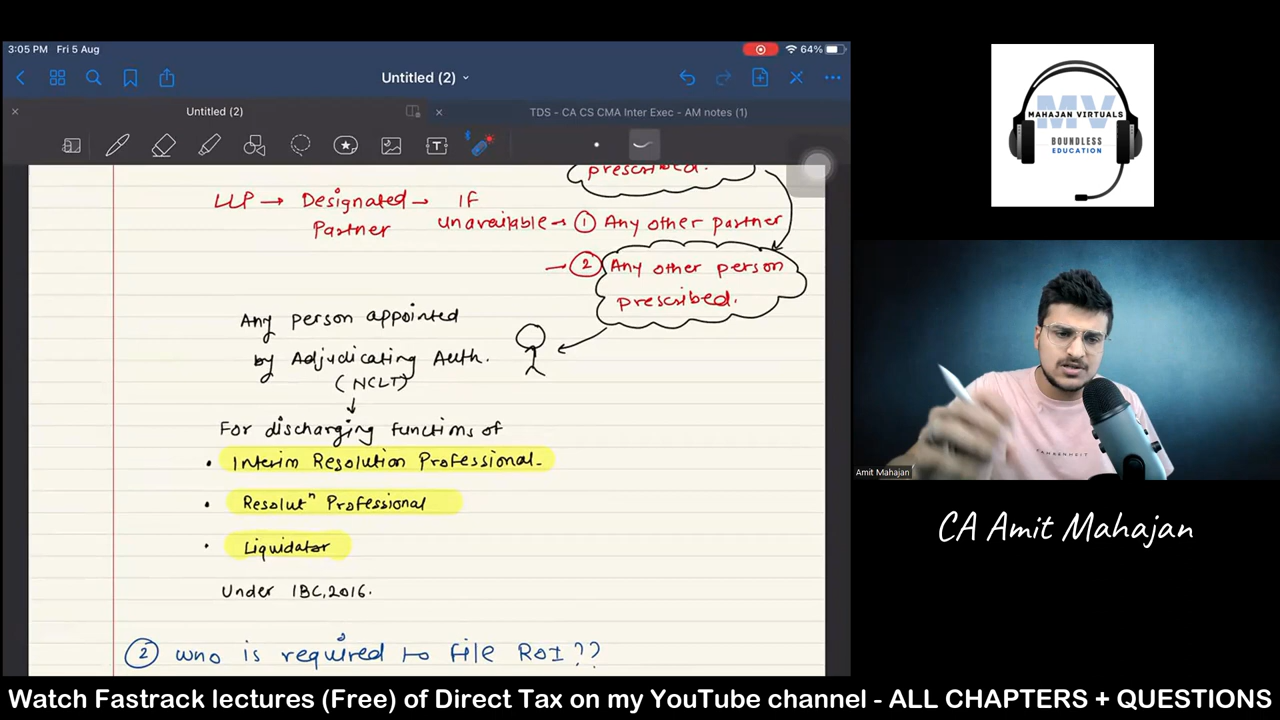 3:05 PM Fri 5 Aug
64%
Untitled (2)
Untitled (2)
TDS - CA CS CMA Inter Exec - AM notes (1)
prescribed.
LLP → Designated → IF
Partner
unavailable → ① Any other partner
→ ② Any other person
prescribed.
Any person appointed
by Adjudicating Auth.
(NCLT)
For discharging functions of
• Interim Resolution Professional.
• Resolutⁿ Professional
• Liquidator
Under IBC,2016.
② Who is required to file ROI??
MV
MAHAJAN VIRTUALS
BOUNDLESS
EDUCATION
FAHRENHEIT
Amit Mahajan
CA Amit Mahajan
Watch Fastrack lectures (Free) of Direct Tax on my YouTube channel - ALL CHAPTERS + QUESTIONS